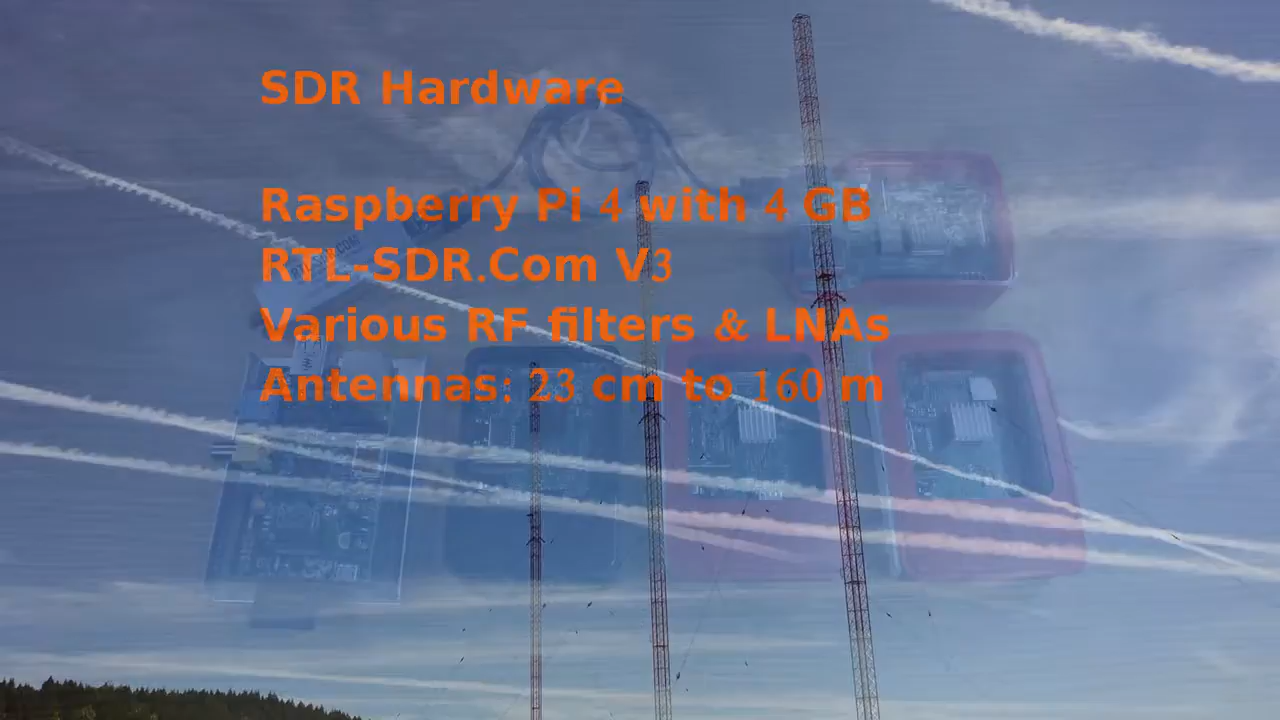 SDR Hardware
Raspberry Pi 4 with 4 GB
RTL-SDR.Com V3
Various RF filters & LNAs
Antennas: 23 cm to 160 m